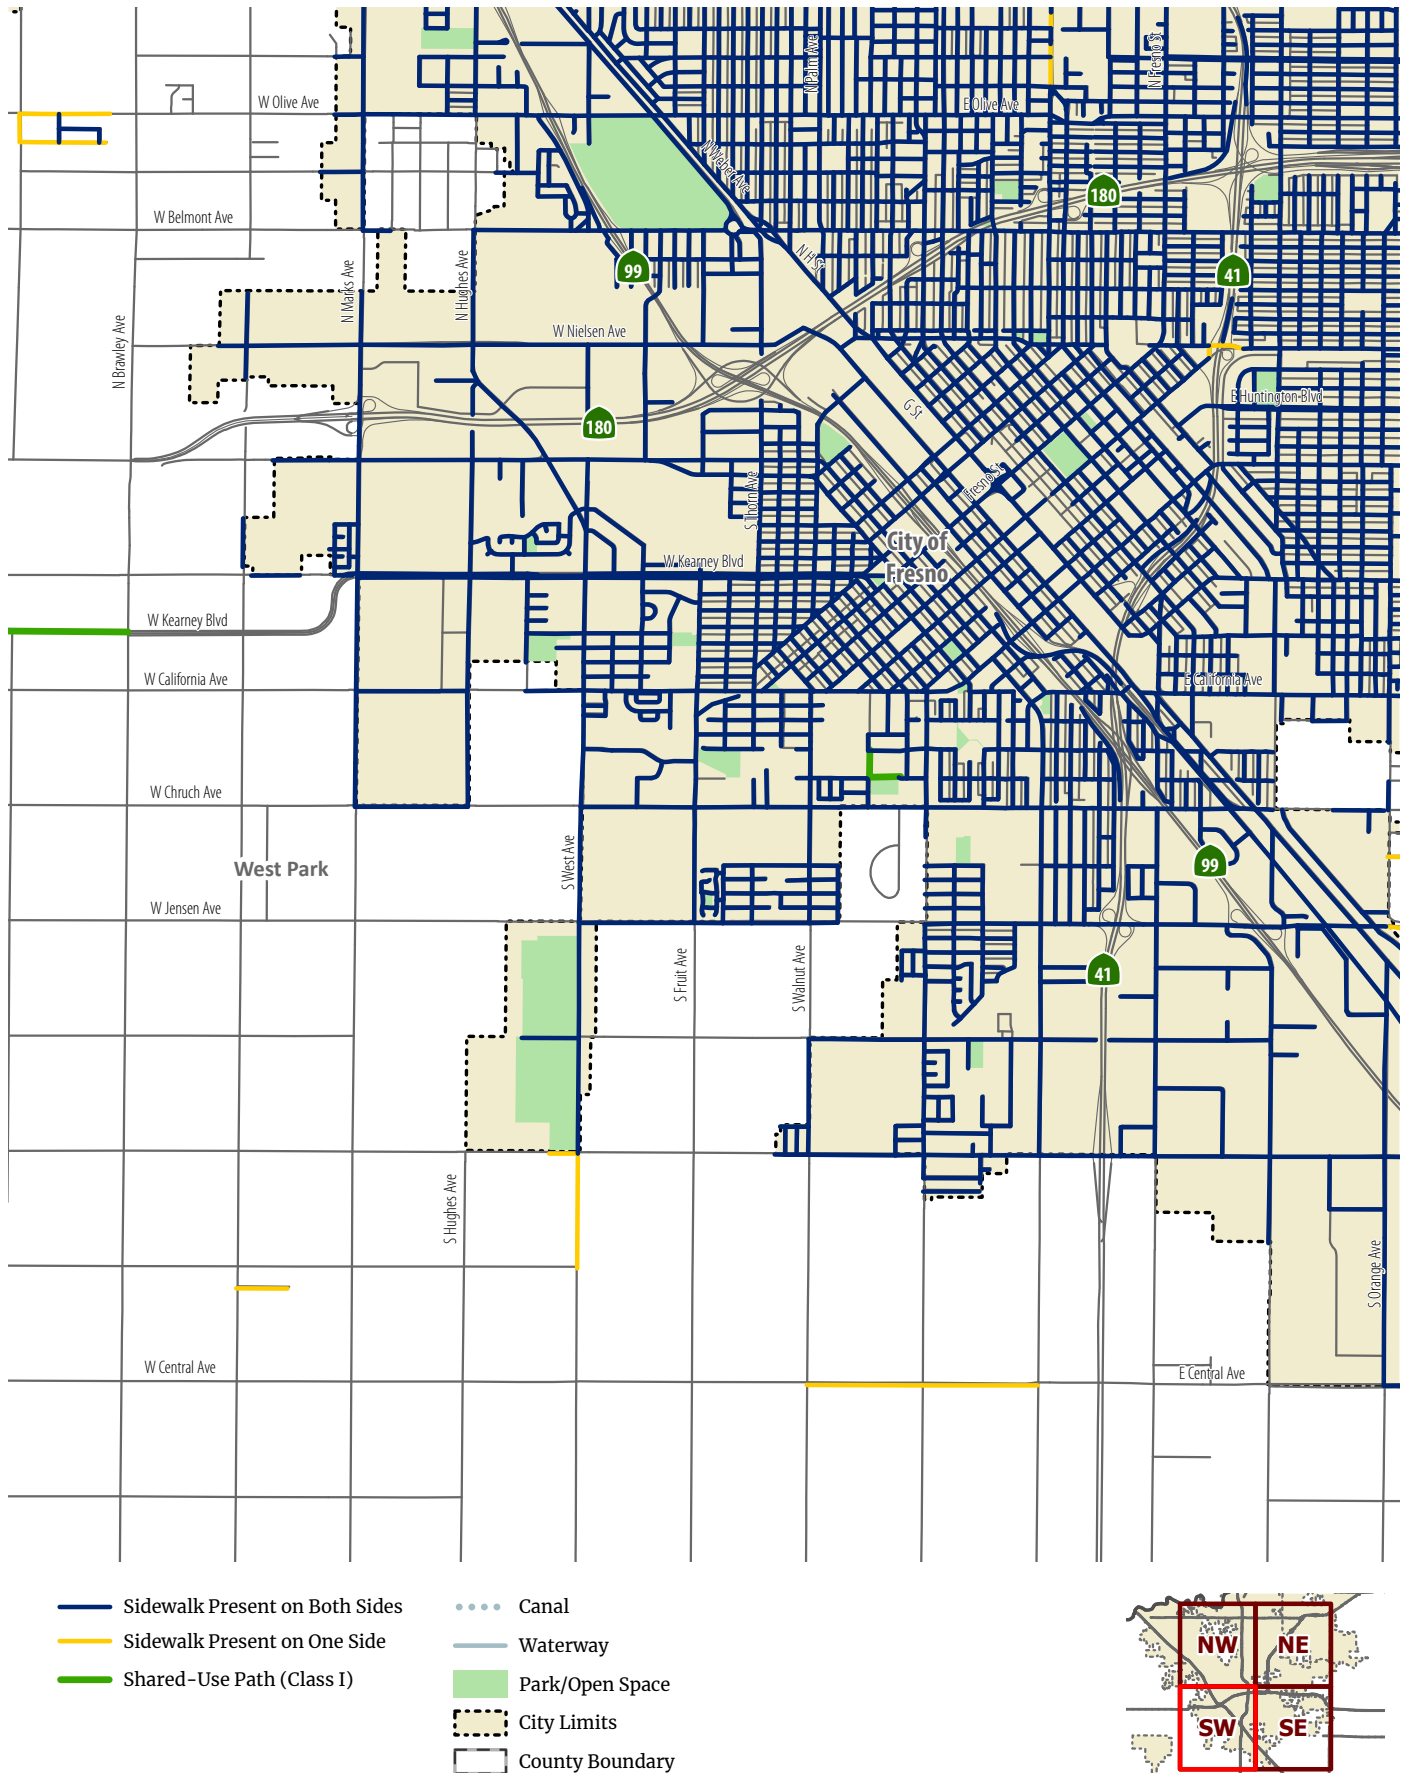 N Palm Ave
N Fresno St
W Olive Ave
E Olive Ave
N Weber Ave
180
W Belmont Ave
N H St
99
41
N Marks Ave
N Hughes Ave
N Brawley Ave
W Nielsen Ave
E Huntington Blvd
G St
180
Fresno St
S Thorn Ave
City of
Fresno
W Kearney Blvd
W Kearney Blvd
W California Ave
E California Ave
W Chruch Ave
S West Ave
West Park
99
W Jensen Ave
S Fruit Ave
S Walnut Ave
41
S Hughes Ave
S Orange Ave
W Central Ave
E Central Ave
Sidewalk Present on Both Sides
Sidewalk Present on One Side
Shared-Use Path (Class I)
Canal
Waterway
Park/Open Space
City Limits
County Boundary
NW
NE
SW
SE